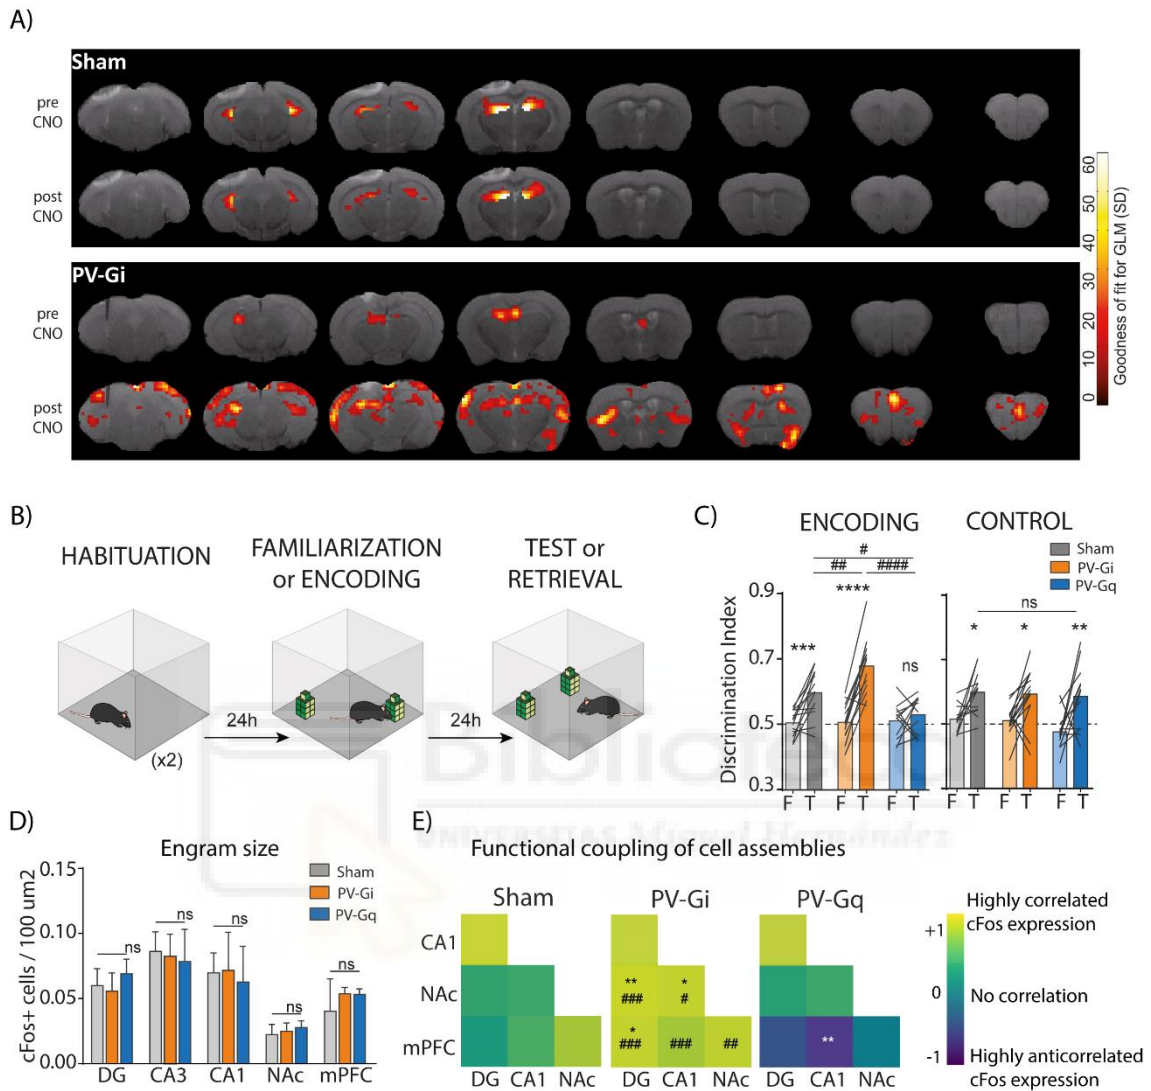 A)
Sham
pre
CNO
post
CNO
PV-Gi
pre
CNO
post
CNO
0 10 20 30 40 50 60
Goodness of fit for GLM (SD)
B)
HABITUATION
FAMILIARIZATION
or ENCODING
TEST or
RETRIEVAL
(x2)
24h
24h
C)
ENCODING
CONTROL
Sham
PV-Gi
PV-Gq
#
## ####
****
***
ns
ns
* * **
Discrimination Index
0.9
0.7
0.5
0.3
F T F T F T
F T F T F T
Biblioteca
UNIVERSITAS Miguel Hernández
D)
Engram size
Sham
PV-Gi
PV-Gq
cFos+ cells / 100 um2
0.15
0.10
0.05
0.00
ns
ns
ns
ns
ns
DG CA3 CA1 NAc mPFC
E)
Functional coupling of cell assemblies
Sham
PV-Gi
PV-Gq
CA1
NAc
mPFC
** *
### #
*
### ### ##
**
DG CA1 NAc
DG CA1 NAc
DG CA1 NAc
Highly correlated
cFos expression
+1
0
No correlation
-1
Highly anticorrelated
cFos expression